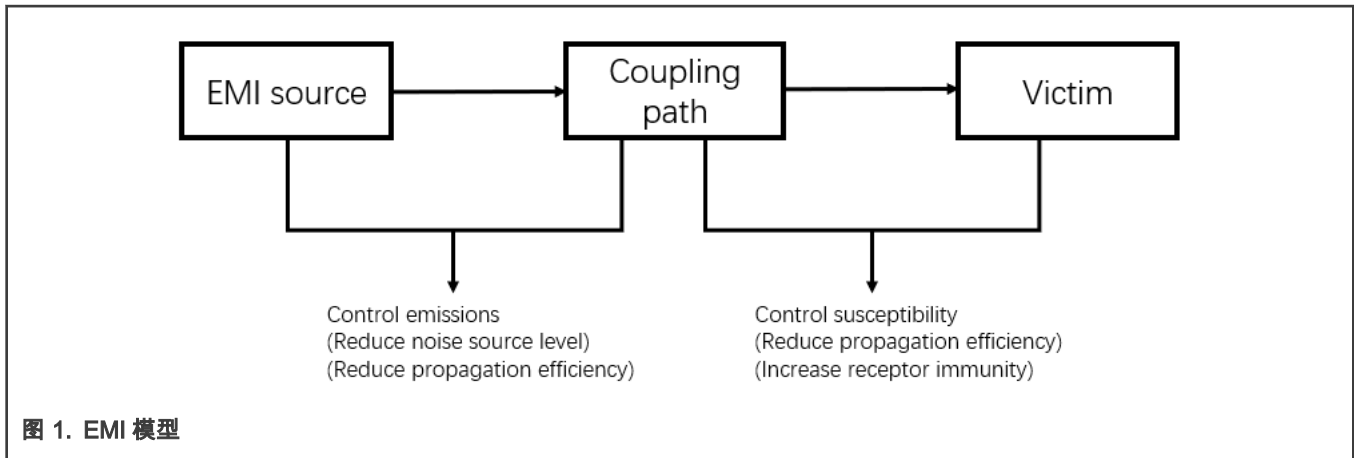 EMI source
Coupling
path
Victim
Control emissions
(Reduce noise source level)
(Reduce propagation efficiency)
Control susceptibility
(Reduce propagation efficiency)
(Increase receptor immunity)
图 1. EMI 模型